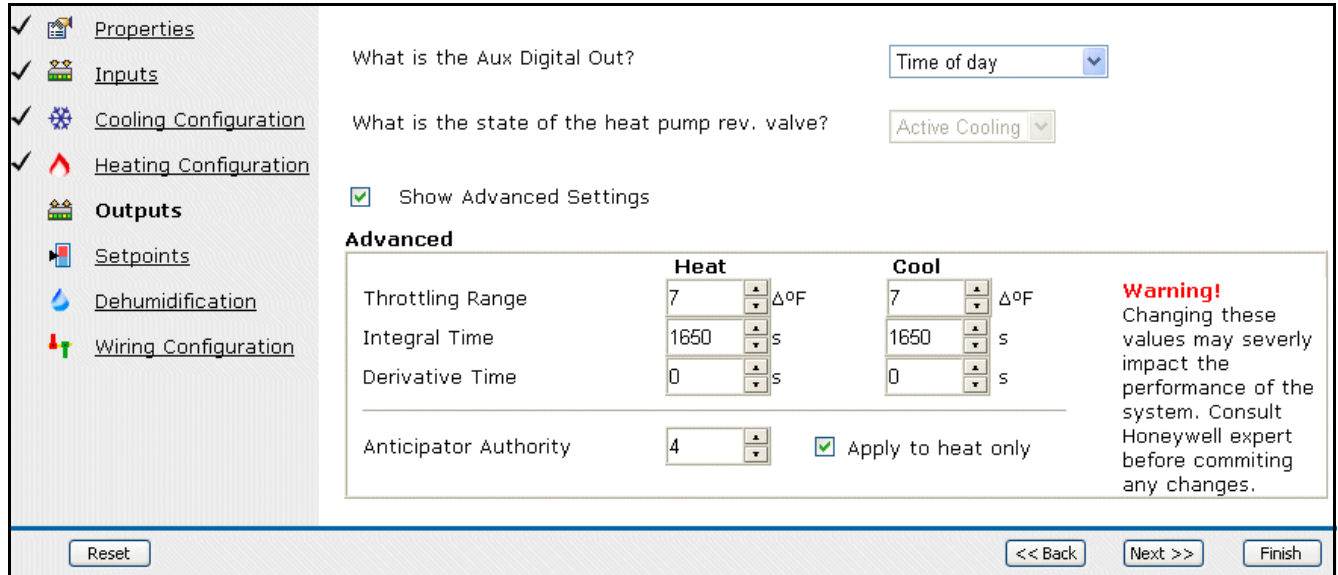 Properties
Inputs
Cooling Configuration
Heating Configuration
Outputs
Setpoints
Dehumidification
Wiring Configuration
What is the Aux Digital Out? Time of day
What is the state of the heat pump rev. valve? Active Cooling
Show Advanced Settings
Advanced
Heat Cool
Throttling Range 7 Δ°F 7 Δ°F
Integral Time 1650 s 1650 s
Derivative Time 0 s 0 s
Anticipator Authority 4 Apply to heat only
Warning!
Changing these
values may severly
impact the
performance of the
system. Consult
Honeywell expert
before commiting
any changes.
Reset << Back Next >> Finish